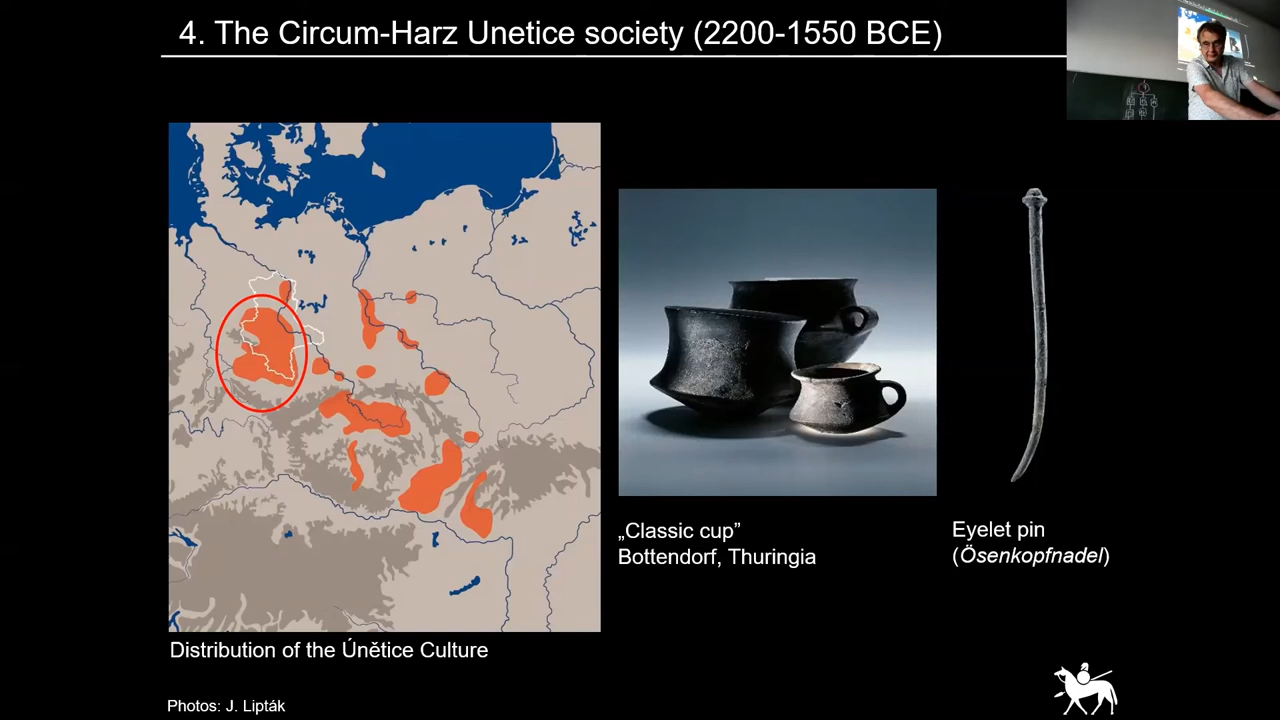 4. The Circum-Harz Unetice society (2200-1550 BCE)
„Classic cup”
Bottendorf, Thuringia
Eyelet pin
(Ösenkopfnadel)
Distribution of the Únětice Culture
Photos: J. Lipták